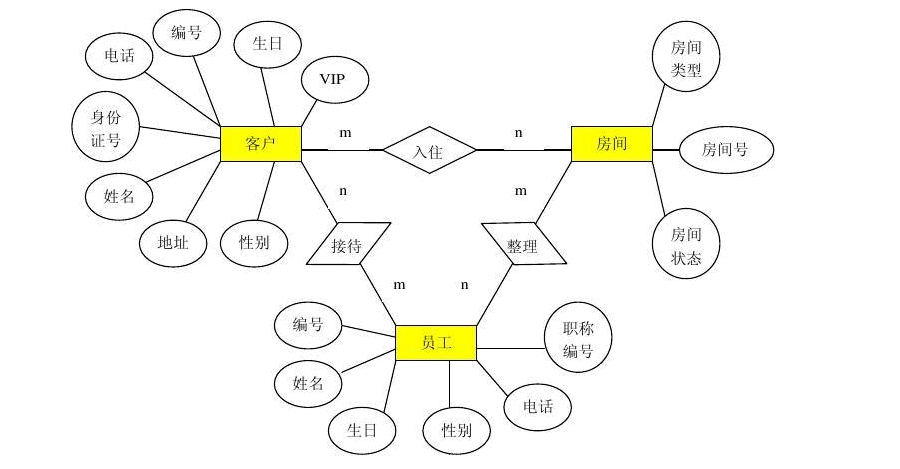 编号
生日
电话
VIP
房间
类型
身份
证号
客户
m
入住
n
房间
房间号
姓名
n
m
地址
性别
接待
整理
房间
状态
m
n
编号
员工
职称
编号
姓名
电话
生日
性别